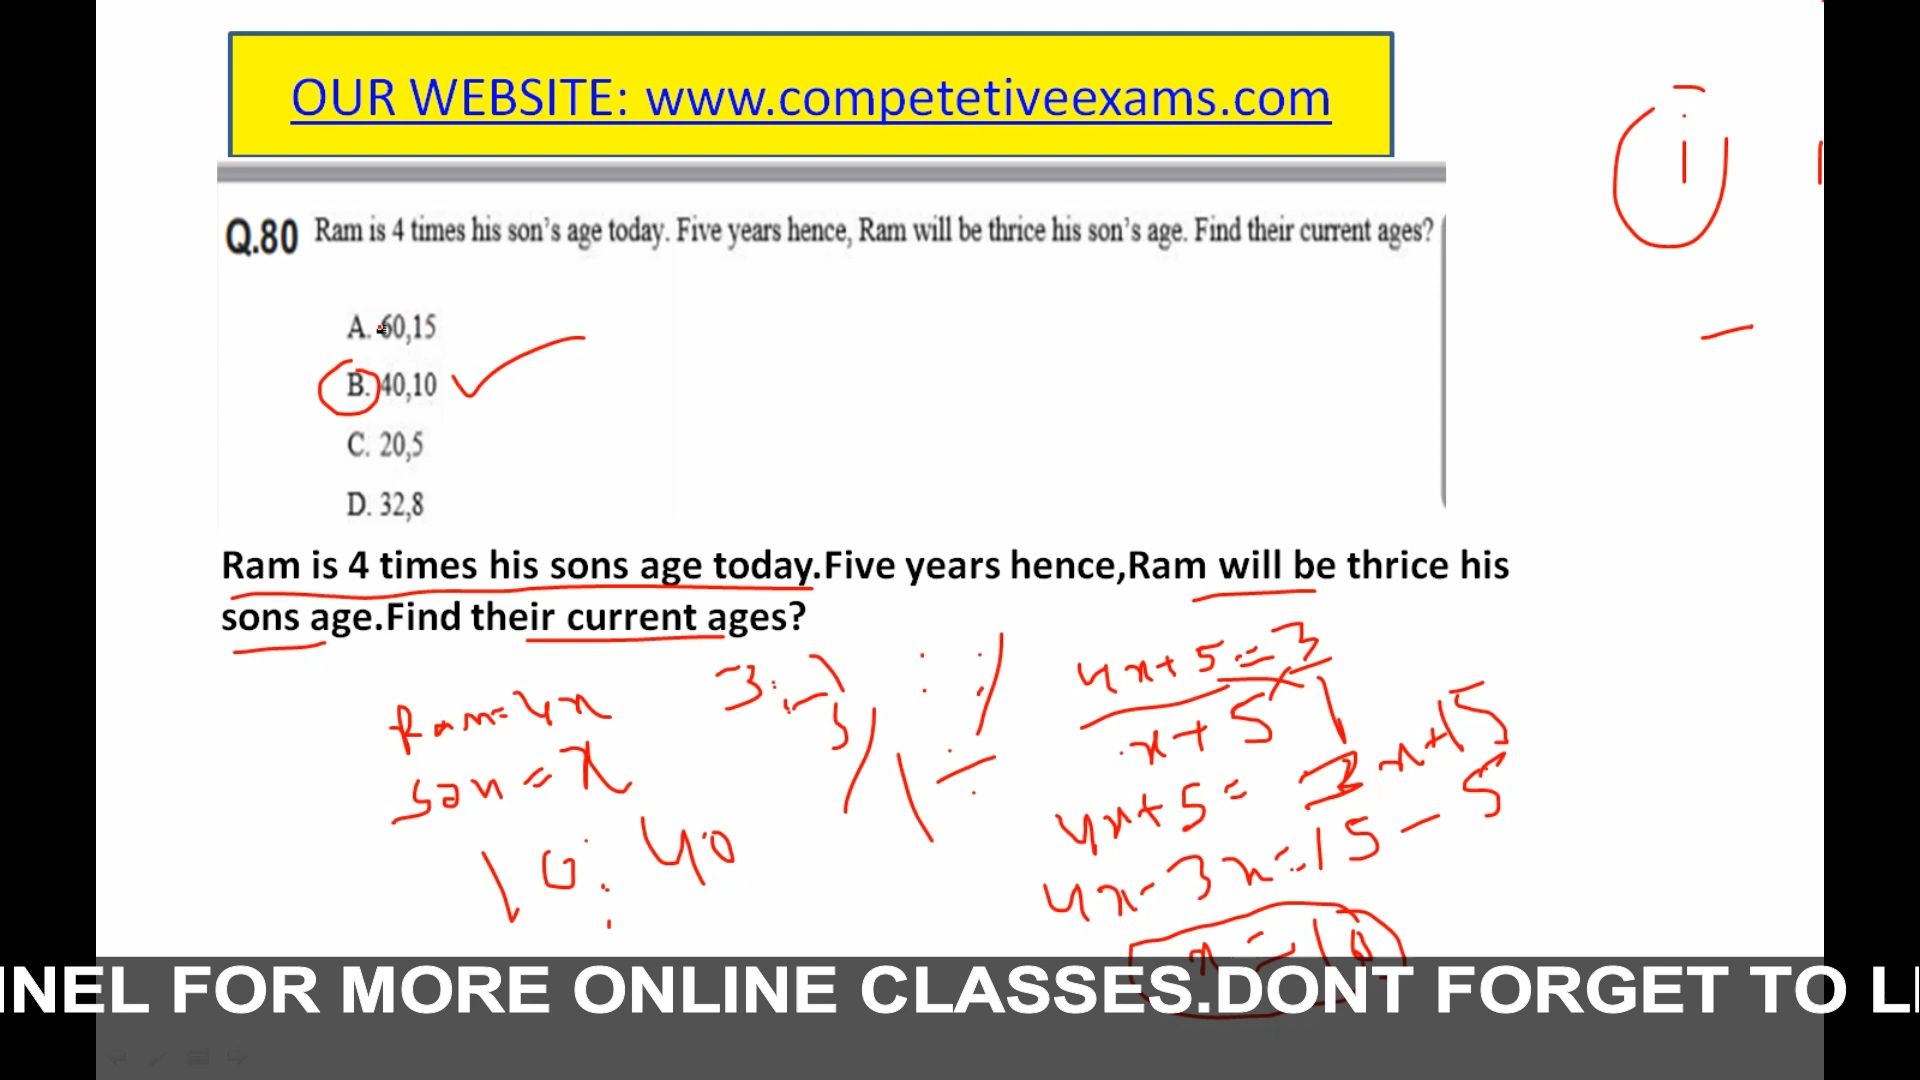 OUR WEBSITE: www.competetiveexams.com
Q.80 Ram is 4 times his son's age today. Five years hence, Ram will be thrice his son's age. Find their current ages?
A. 60,15
B. 40,10
C. 20,5
D. 32,8
Ram is 4 times his sons age today.Five years hence,Ram will be thrice his
sons age.Find their current ages?
Ram=4x
son=x
10:40
4x+5=3
x+5
4x+5=3x+15
4x-3x=15-5
x=10
NNEL FOR MORE ONLINE CLASSES.DONT FORGET TO LI